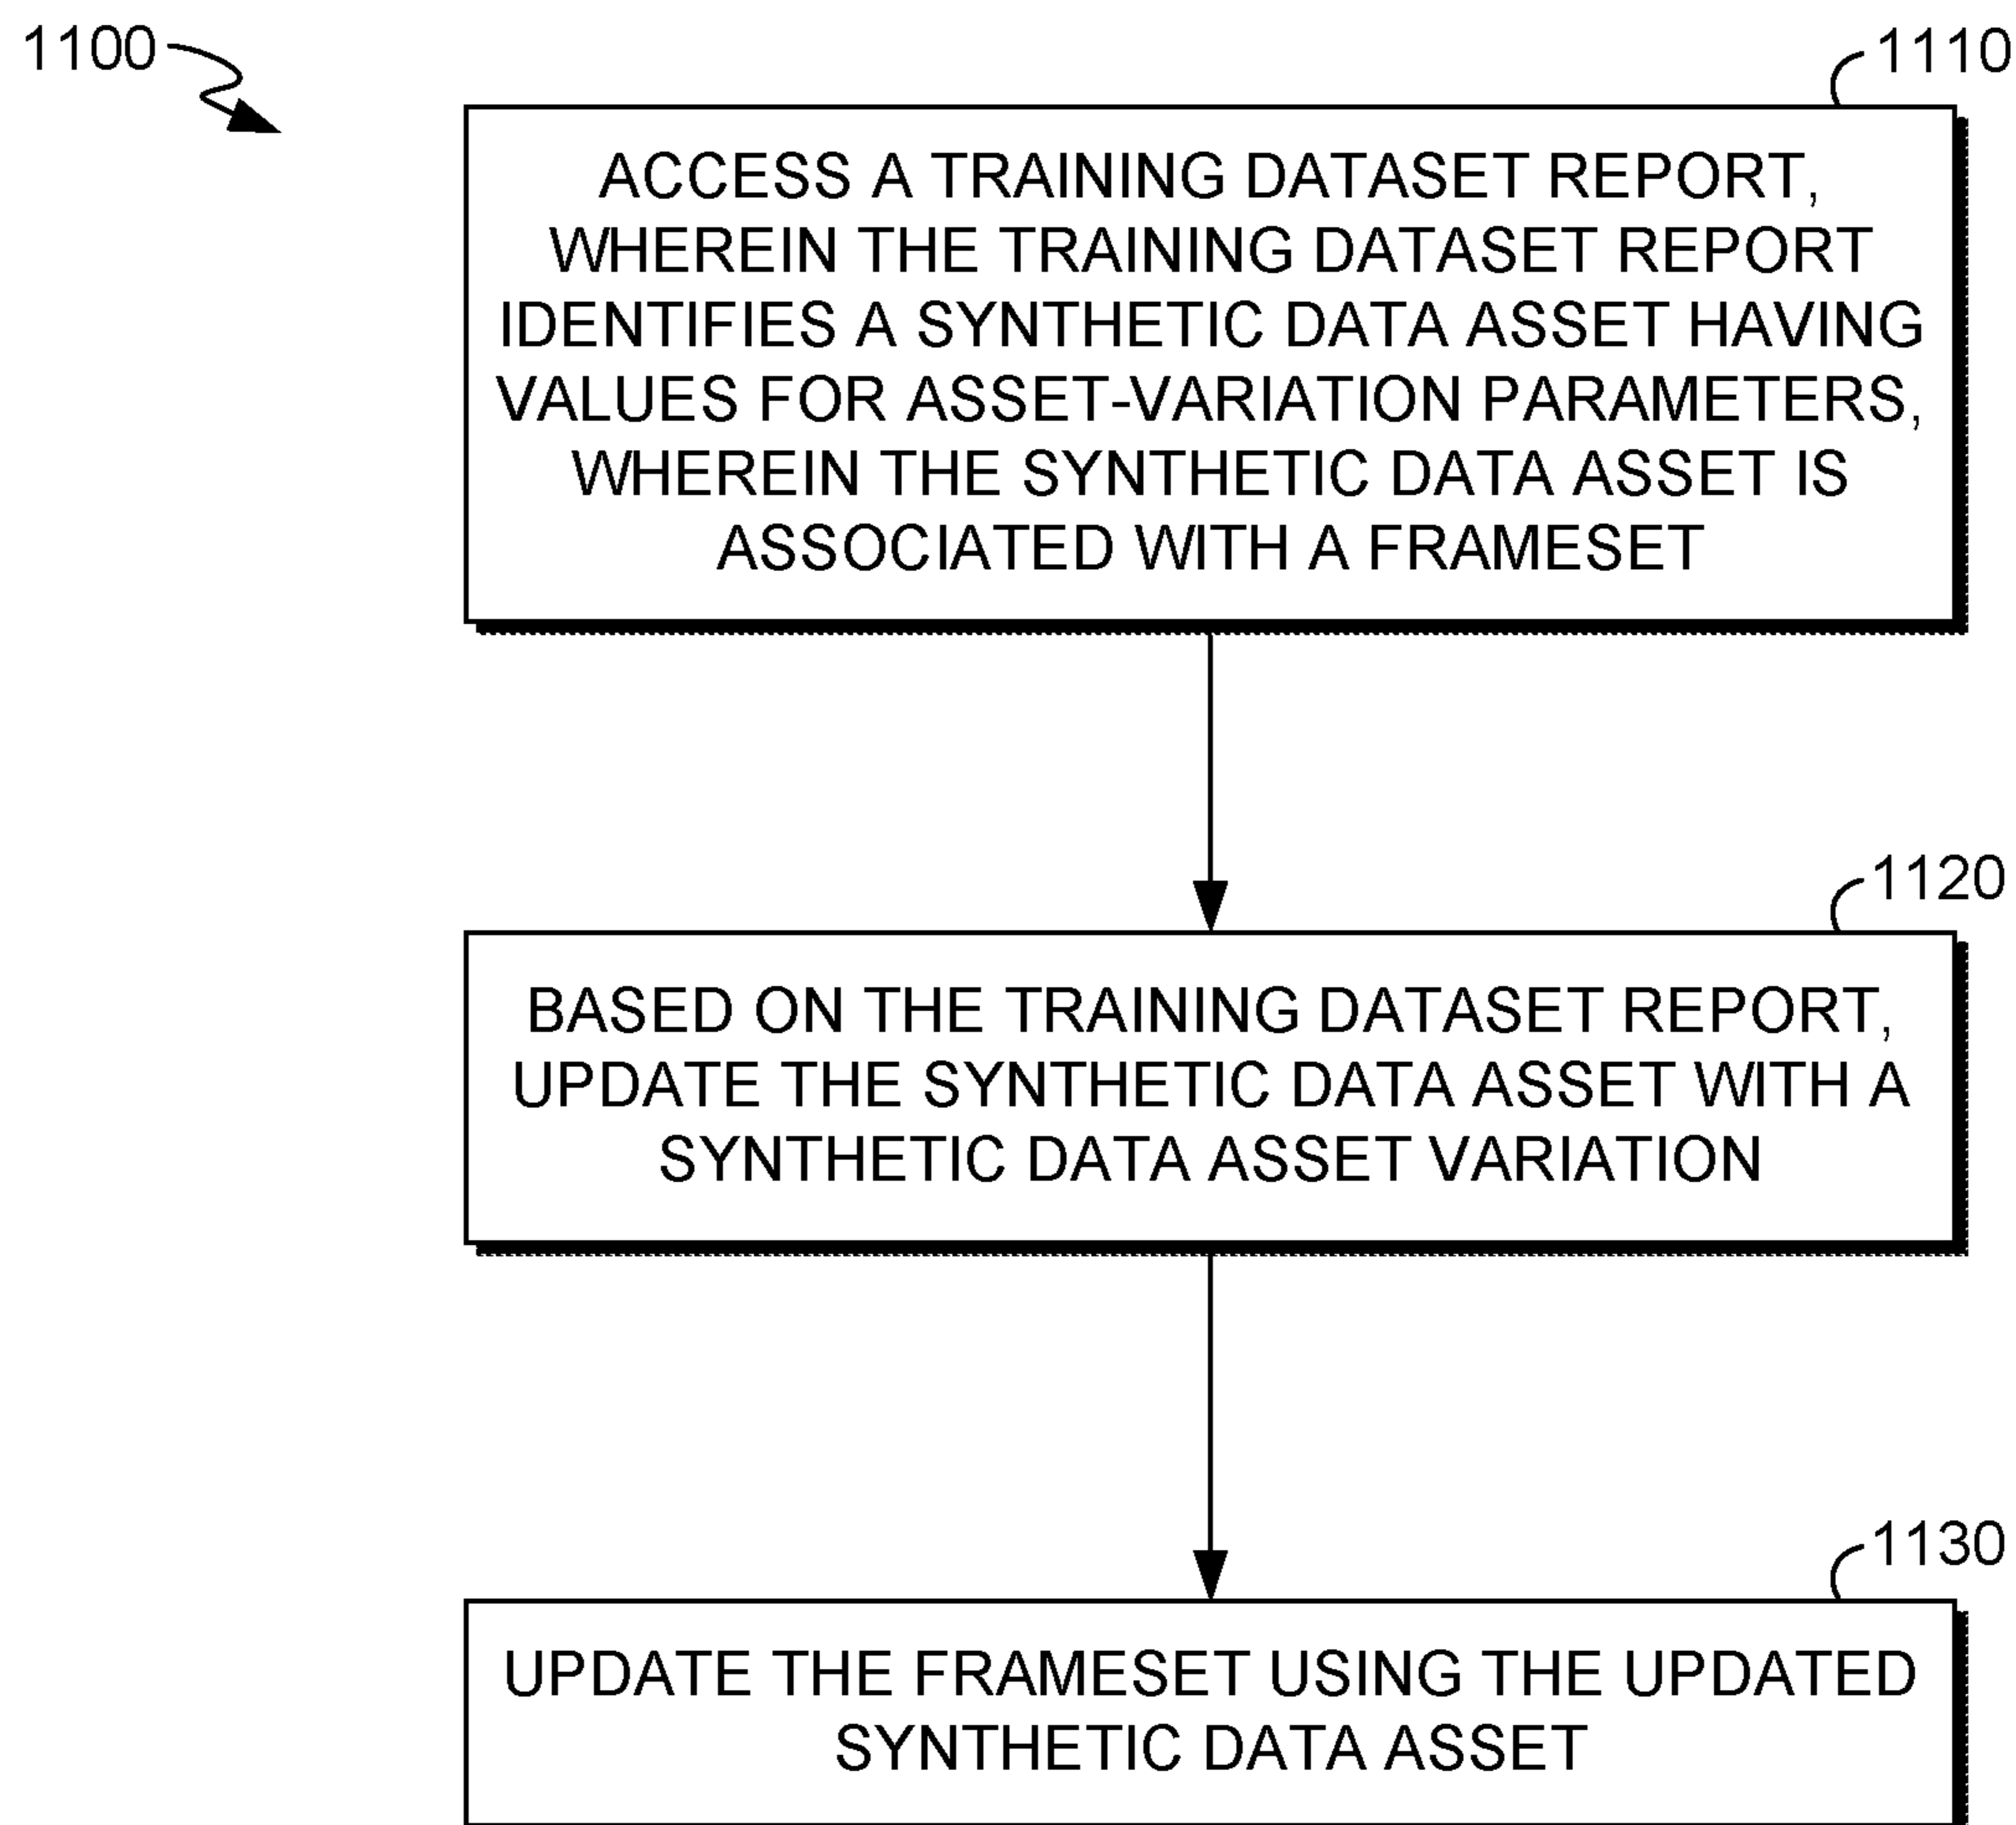 1100
1110
ACCESS A TRAINING DATASET REPORT,
WHEREIN THE TRAINING DATASET REPORT
IDENTIFIES A SYNTHETIC DATA ASSET HAVING
VALUES FOR ASSET-VARIATION PARAMETERS,
WHEREIN THE SYNTHETIC DATA ASSET IS
ASSOCIATED WITH A FRAMESET
1120
BASED ON THE TRAINING DATASET REPORT,
UPDATE THE SYNTHETIC DATA ASSET WITH A
SYNTHETIC DATA ASSET VARIATION
1130
UPDATE THE FRAMESET USING THE UPDATED
SYNTHETIC DATA ASSET